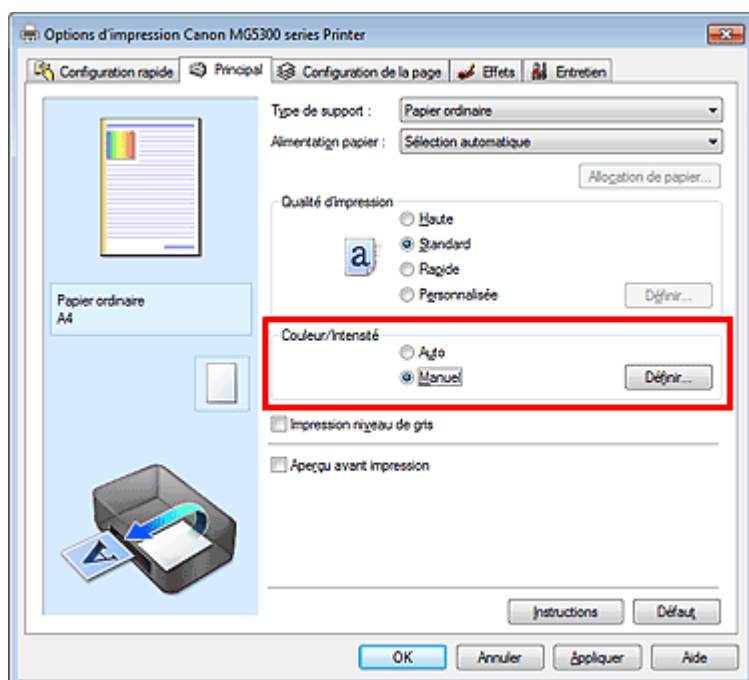 Options d'impression Canon MG5300 series Printer
Configuration rapide Principal Configuration de la page Effets Entretien
Type de support : Papier ordinaire
Alimentation papier : Sélection automatique
Allocation de papier...
Qualité d'impression
Haute
a Standard
Rapide
Personnalisée Définir...
Papier ordinaire
A4
Couleur/Intensité
Auto
Manuel Définir...
Impression niveau de gris
Aperçu avant impression
A
Instructions Défaut
OK Annuler Appliquer Aide